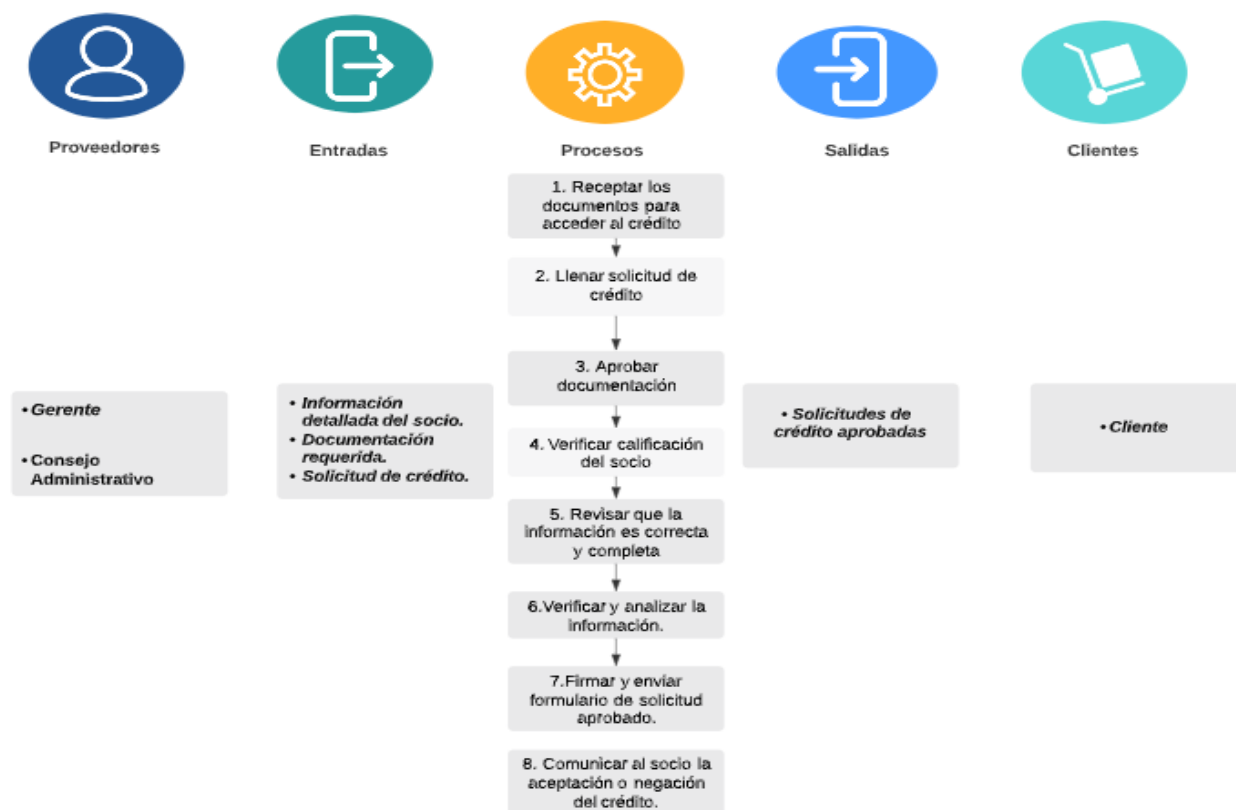 Proveedores
Entradas
Procesos
Salidas
Clientes
1. Receptar los
documentos para
acceder al crédito
2. Llenar solicitud de
crédito
3. Aprobar
documentación
4. Verificar calificación
del socio
5. Revisar que la
información es correcta
y completa
6.Verificar y analizar la
información.
7.Firmar y enviar
formulario de solicitud
aprobado.
8. Comunicar al socio la
aceptación o negación
del crédito.
• Gerente
• Consejo
Administrativo
• Información
detallada del socio.
• Documentación
requerida.
• Solicitud de crédito.
• Solicitudes de
crédito aprobadas
• Cliente